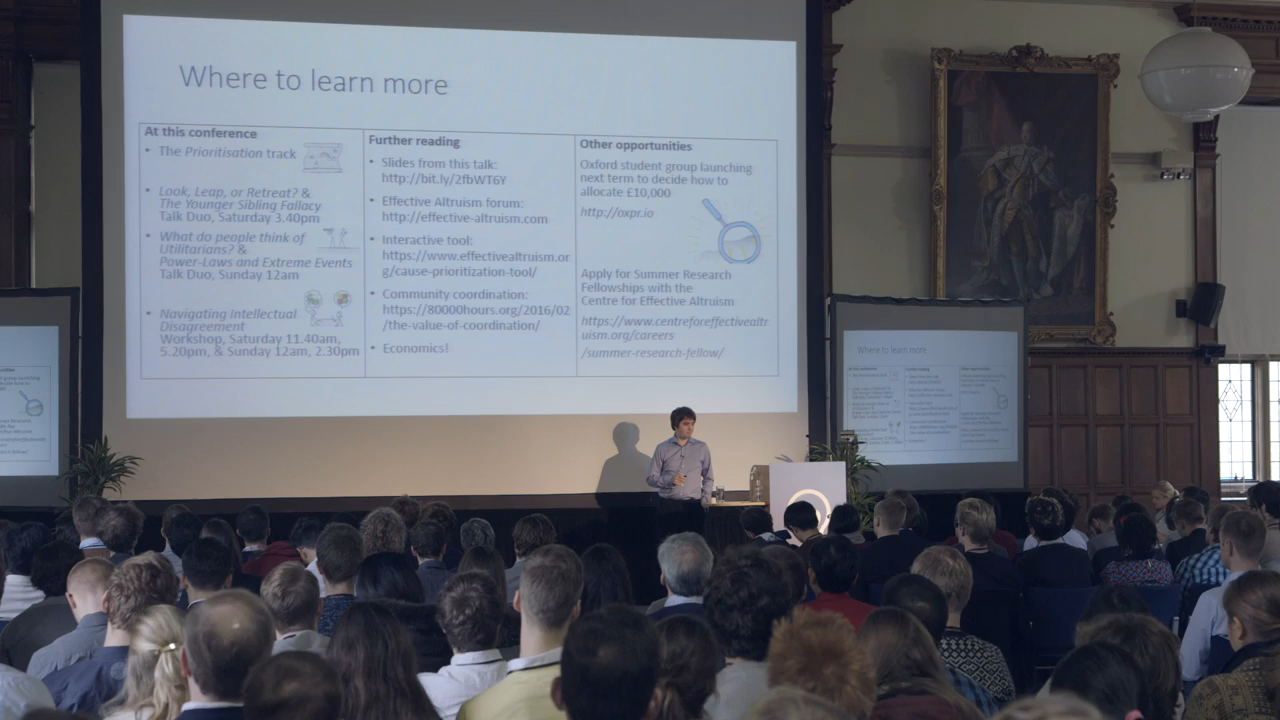 Where to learn more
At this conference
• The Prioritisation track
• Look, Leap, or Retreat? &
The Younger Sibling Fallacy
Talk Duo, Saturday 3.40pm
• What do people think of
Utilitarians? &
Power-Laws and Extreme Events
Talk Duo, Sunday 12am
• Navigating Intellectual
Disagreement
Workshop, Saturday 11.40am,
5.20pm, & Sunday 12am, 2.30pm
Further reading
• Slides from this talk:
http://bit.ly/2fbWT6Y
• Effective Altruism forum:
http://effective-altruism.com
• Interactive tool:
https://www.effectivealtruism.or
g/cause-prioritization-tool/
• Community coordination:
https://80000hours.org/2016/02
/the-value-of-coordination/
• Economics!
Other opportunities
Oxford student group launching
next term to decide how to
allocate £10,000
http://oxpr.io
Apply for Summer Research
Fellowships with the
Centre for Effective Altruism
https://www.centreforeffectivealtr
uism.org/careers
/summer-research-fellow/
Where to learn more